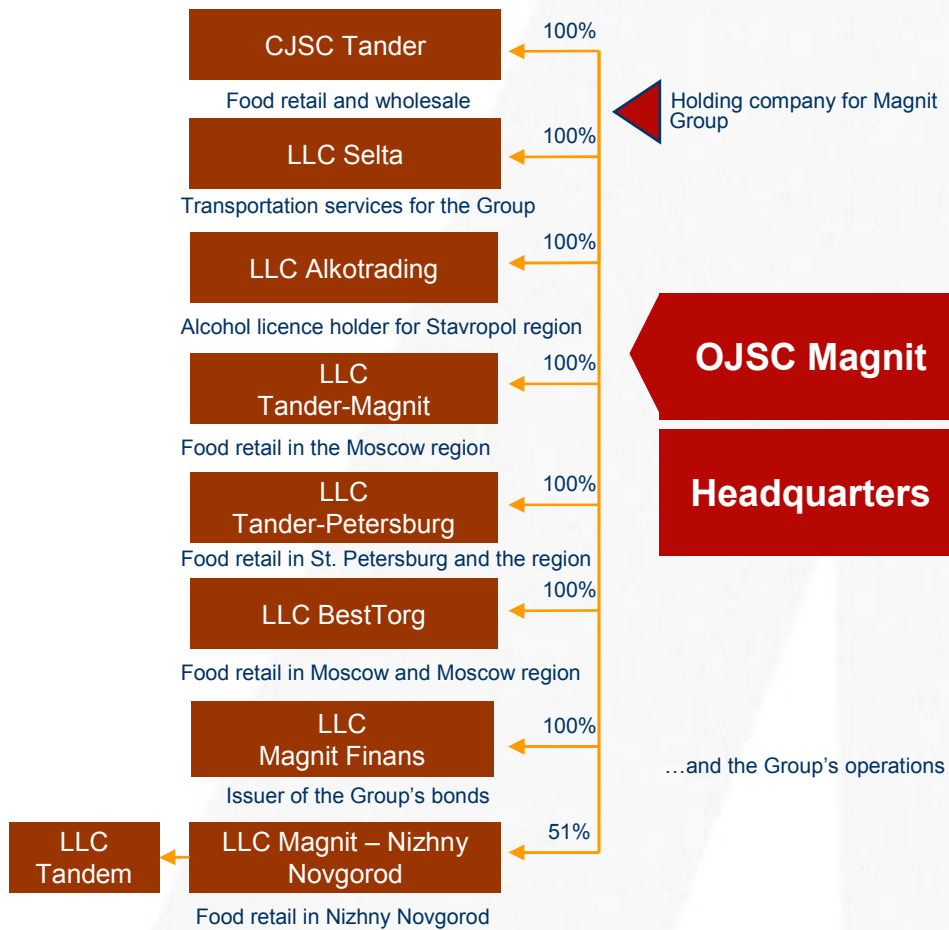 100%
CJSC Tander
Food retail and wholesale
Holding company for Magnit
Group
100%
LLC Selta
Transportation services for the Group
100%
LLC Alkotrading
Alcohol licence holder for Stavropol region
100%
LLC
Tander-Magnit
OJSC Magnit
Food retail in the Moscow region
100%
LLC
Tander-Petersburg
Headquarters
Food retail in St. Petersburg and the region
100%
LLC BestTorg
Food retail in Moscow and Moscow region
100%
LLC
Magnit Finans
…and the Group’s operations
Issuer of the Group’s bonds
51%
LLC
Tandem
LLC Magnit – Nizhny
Novgorod
Food retail in Nizhny Novgorod